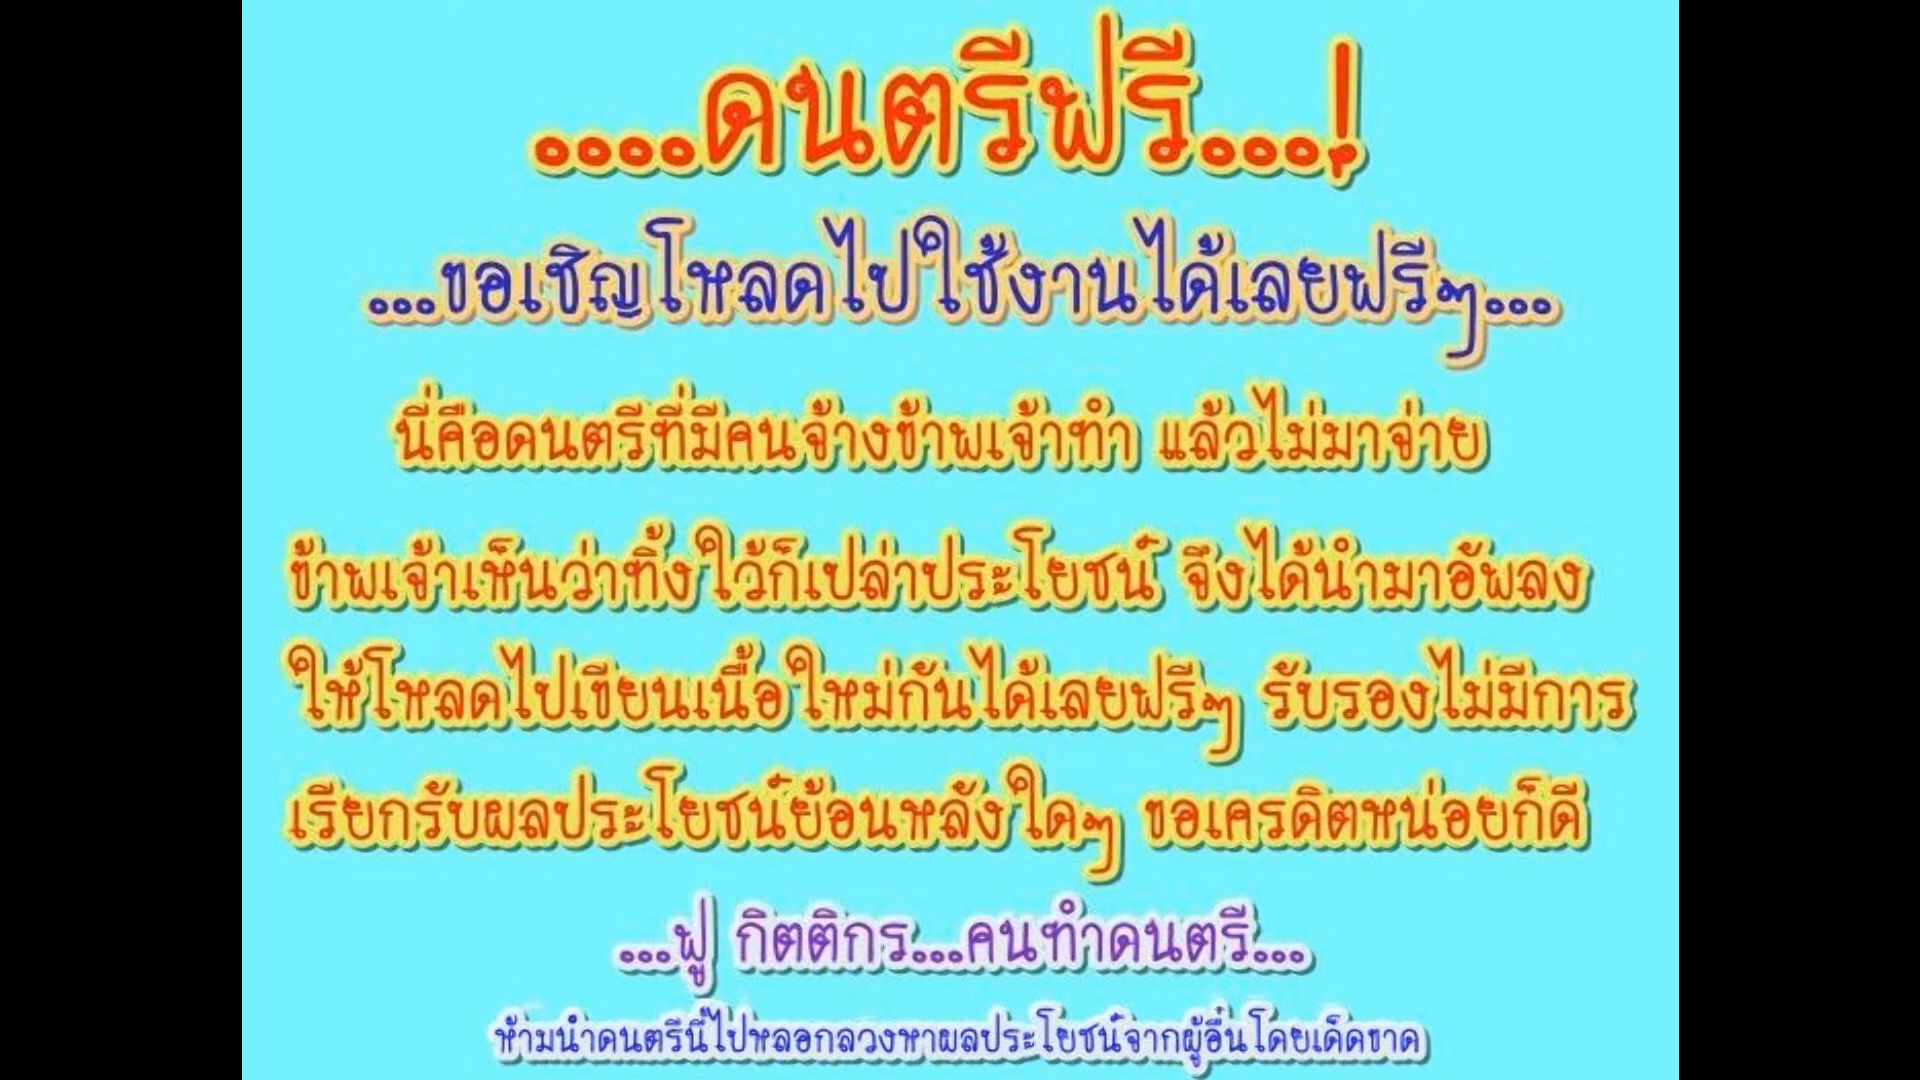 ....ดนตรีฟรี...!
...ขอเชิญโหลดไปใช้งานได้เลยฟรีๆ...
นี่คือดนตรีที่มีคนจ้างข้าพเจ้าทำ แล้วไม่มาจ่าย
ข้าพเจ้าเห็นว่าทิ้งใว้ก็เปล่าประโยชน์ จึงได้นำมาอัพลง
ให้โหลดไปเขียนเนื้อใหม่กันได้เลยฟรีๆ รับรองไม่มีการ
เรียกรับผลประโยชน์ย้อนหลังใดๆ ขอเครดิตหน่อยก็ดี
...ฟู กิตติกร...คนทำดนตรี...
ห้ามนำดนตรีนี้ไปหลอกลวงหาผลประโยชน์จากผู้อื่นโดยเด็ดขาด